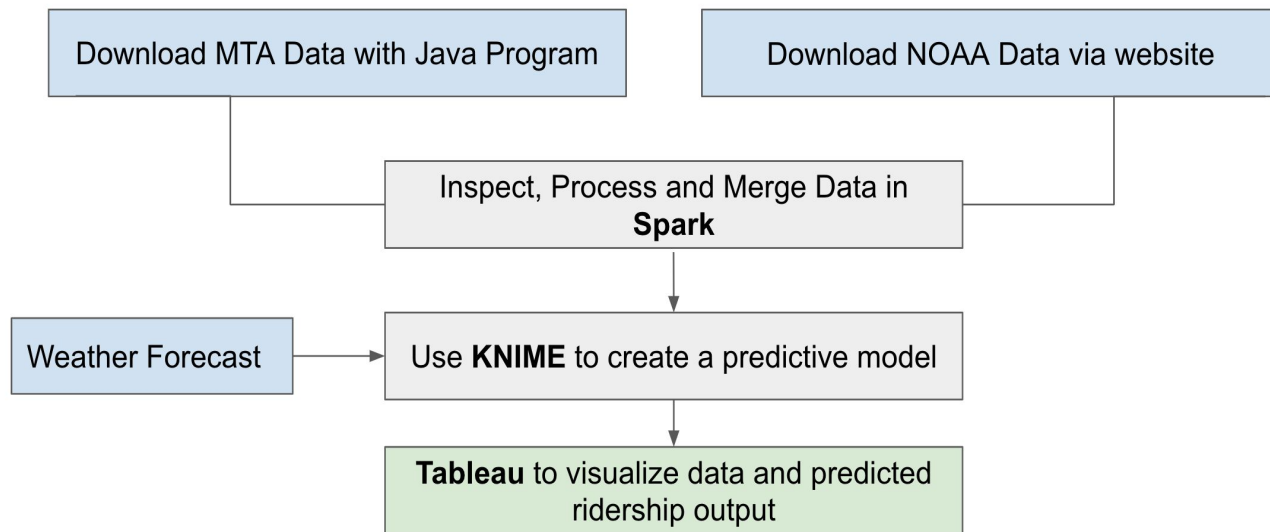 Download MTA Data with Java Program
Download NOAA Data via website
Inspect, Process and Merge Data in
Spark
Weather Forecast
Use KNIME to create a predictive model
Tableau to visualize data and predicted
ridership output